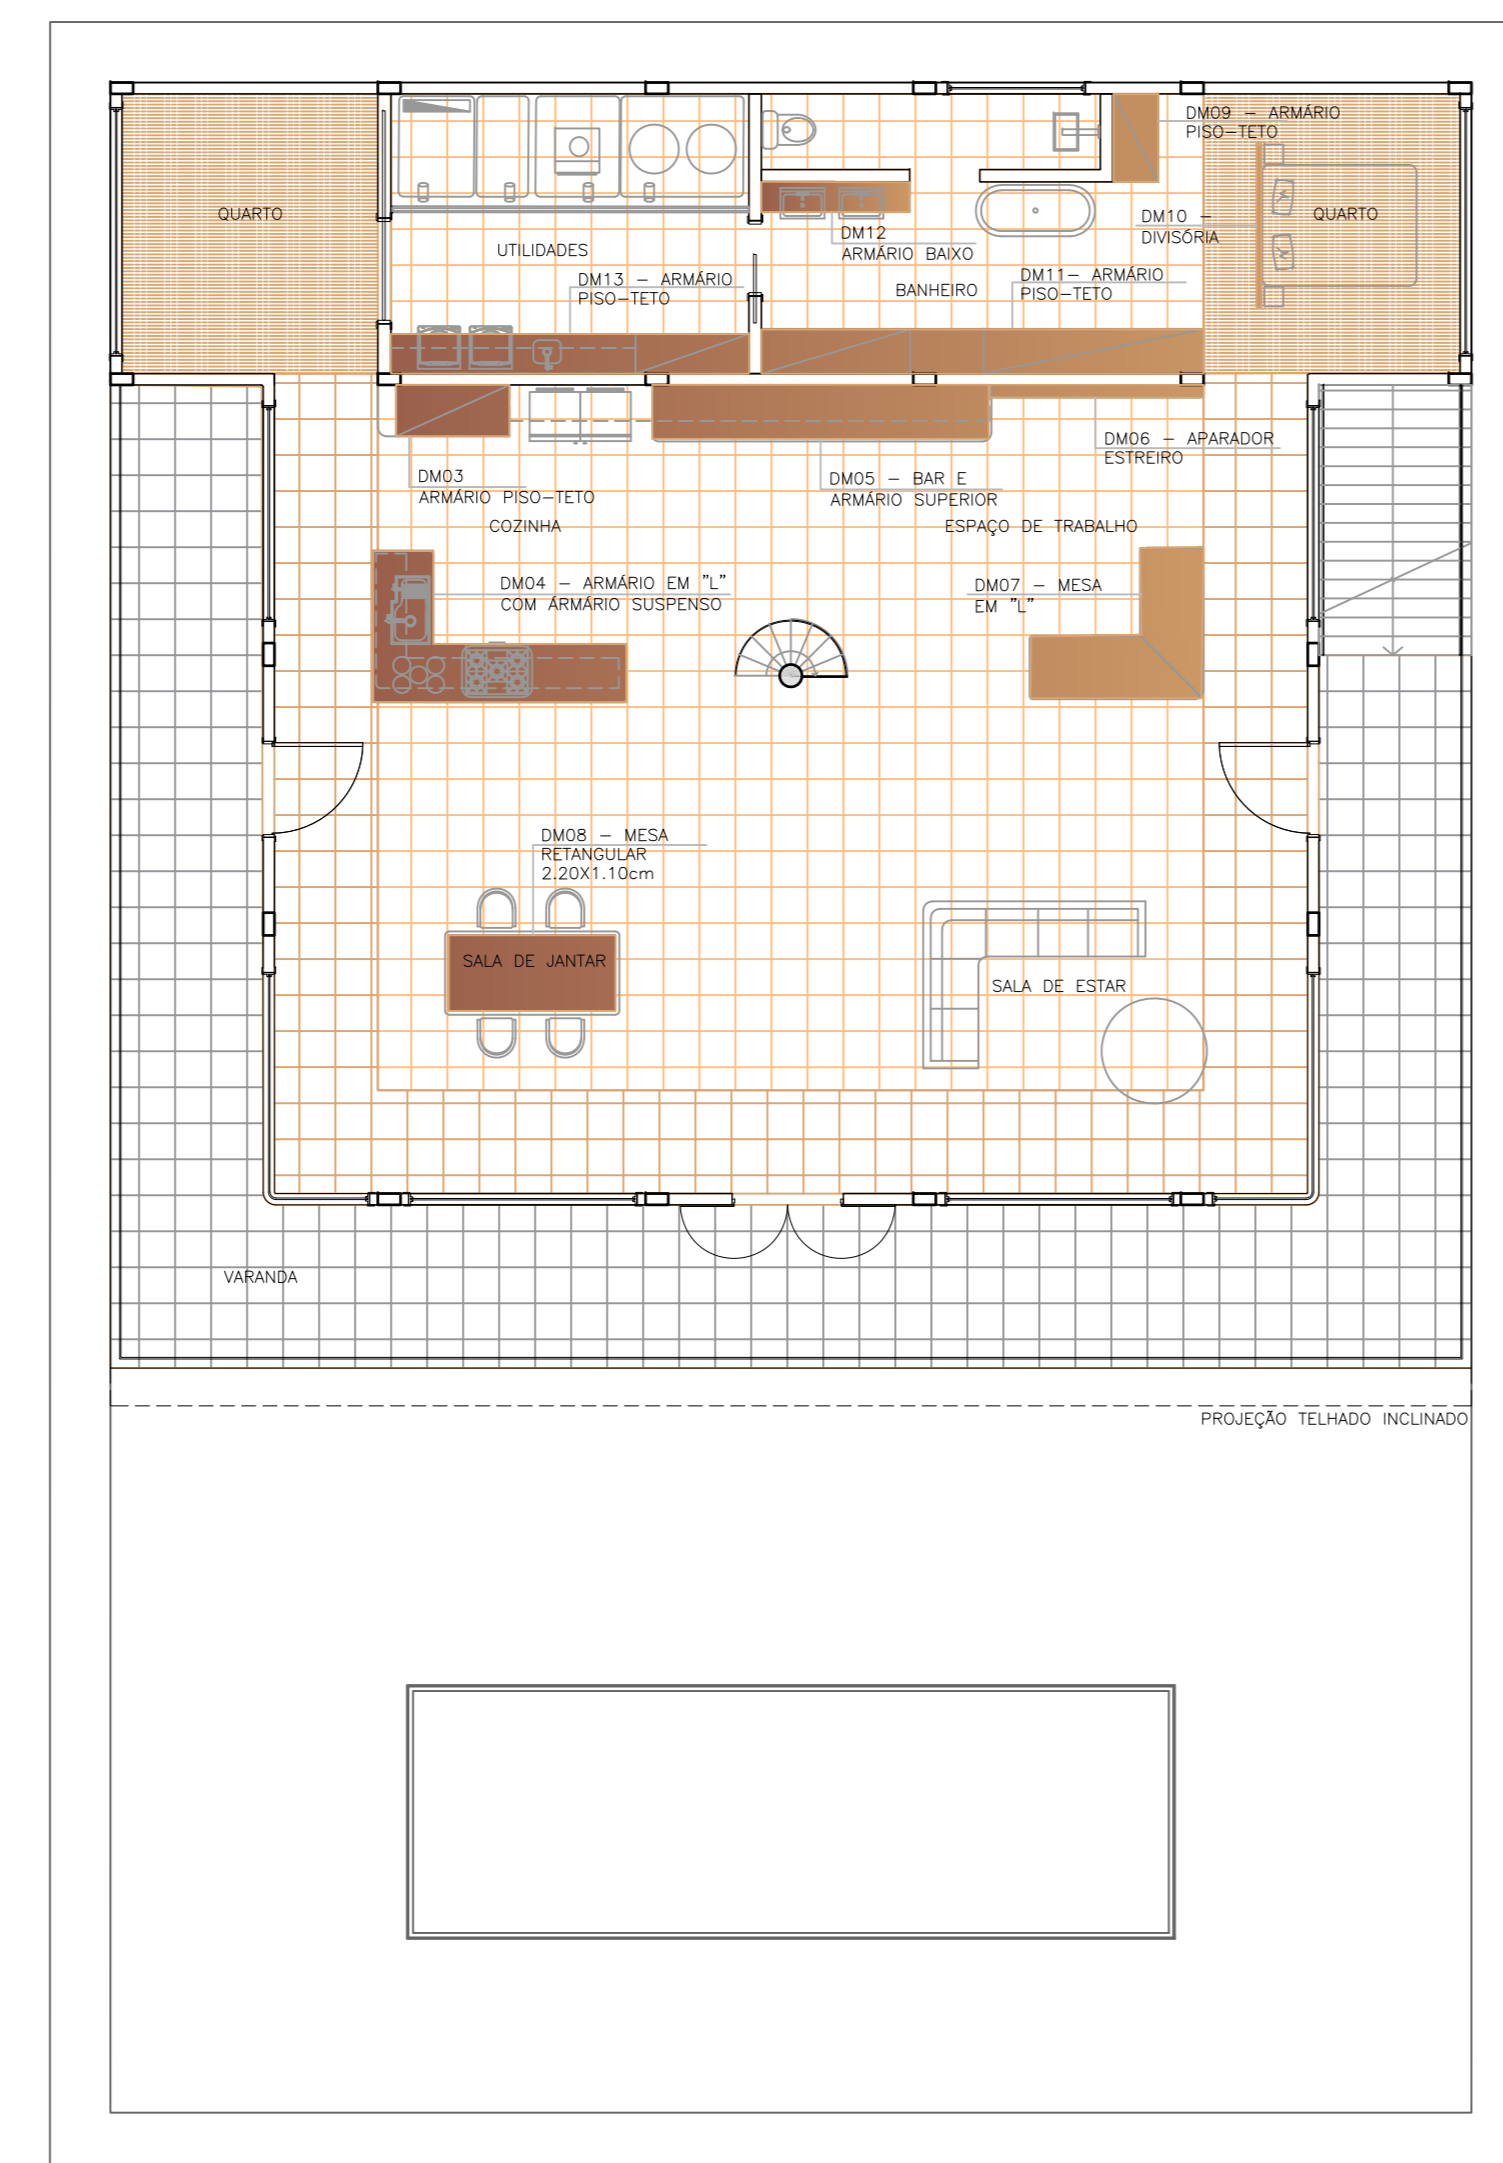 DM09 – ARMÁRIO
PISO–TETO
QUARTO
UTILIDADES
DM13 – ARMÁRIO
PISO–TETO
DM12
ARMÁRIO BAIXO
BANHEIRO
DM10 –
DIVISÓRIA
QUARTO
DM11– ARMÁRIO
PISO–TETO
DM03
ARMÁRIO PISO–TETO
COZINHA
DM05 – BAR E
ARMÁRIO SUPERIOR
DM06 – APARADOR
ESTREIRO
ESPAÇO DE TRABALHO
DM04 – ARMÁRIO EM "L"
COM ÁRMÁRIO SUSPENSO
DM07 – MESA
EM "L"
DM08 – MESA
RETANGULAR
2.20X1.10cm
SALA DE JANTAR
SALA DE ESTAR
VARANDA
PROJEÇÃO TELHADO INCLINADO